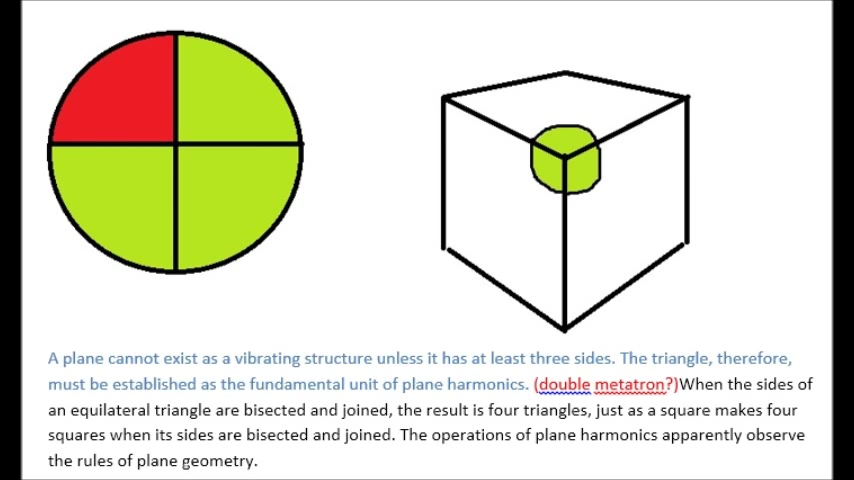 A plane cannot exist as a vibrating structure unless it has at least three sides. The triangle, therefore,
must be established as the fundamental unit of plane harmonics. (double metatron?)When the sides of
an equilateral triangle are bisected and joined, the result is four triangles, just as a square makes four
squares when its sides are bisected and joined. The operations of plane harmonics apparently observe
the rules of plane geometry.